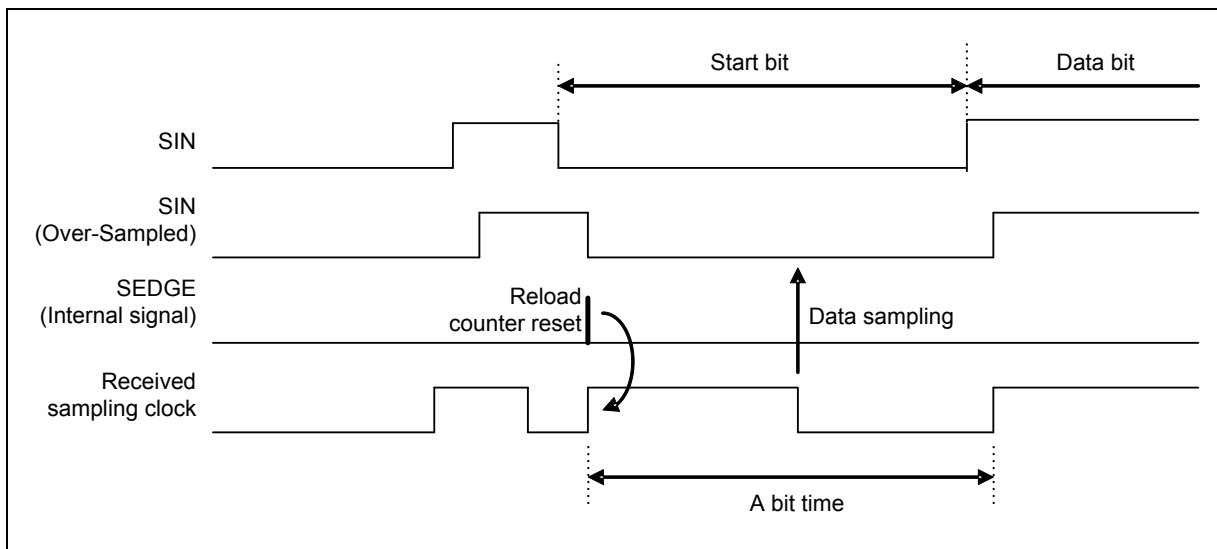 Start bit
Data bit
SIN
SIN
(Over-Sampled)
SEDGE
(Internal signal)
Reload
counter reset
Data sampling
Received
sampling clock
A bit time